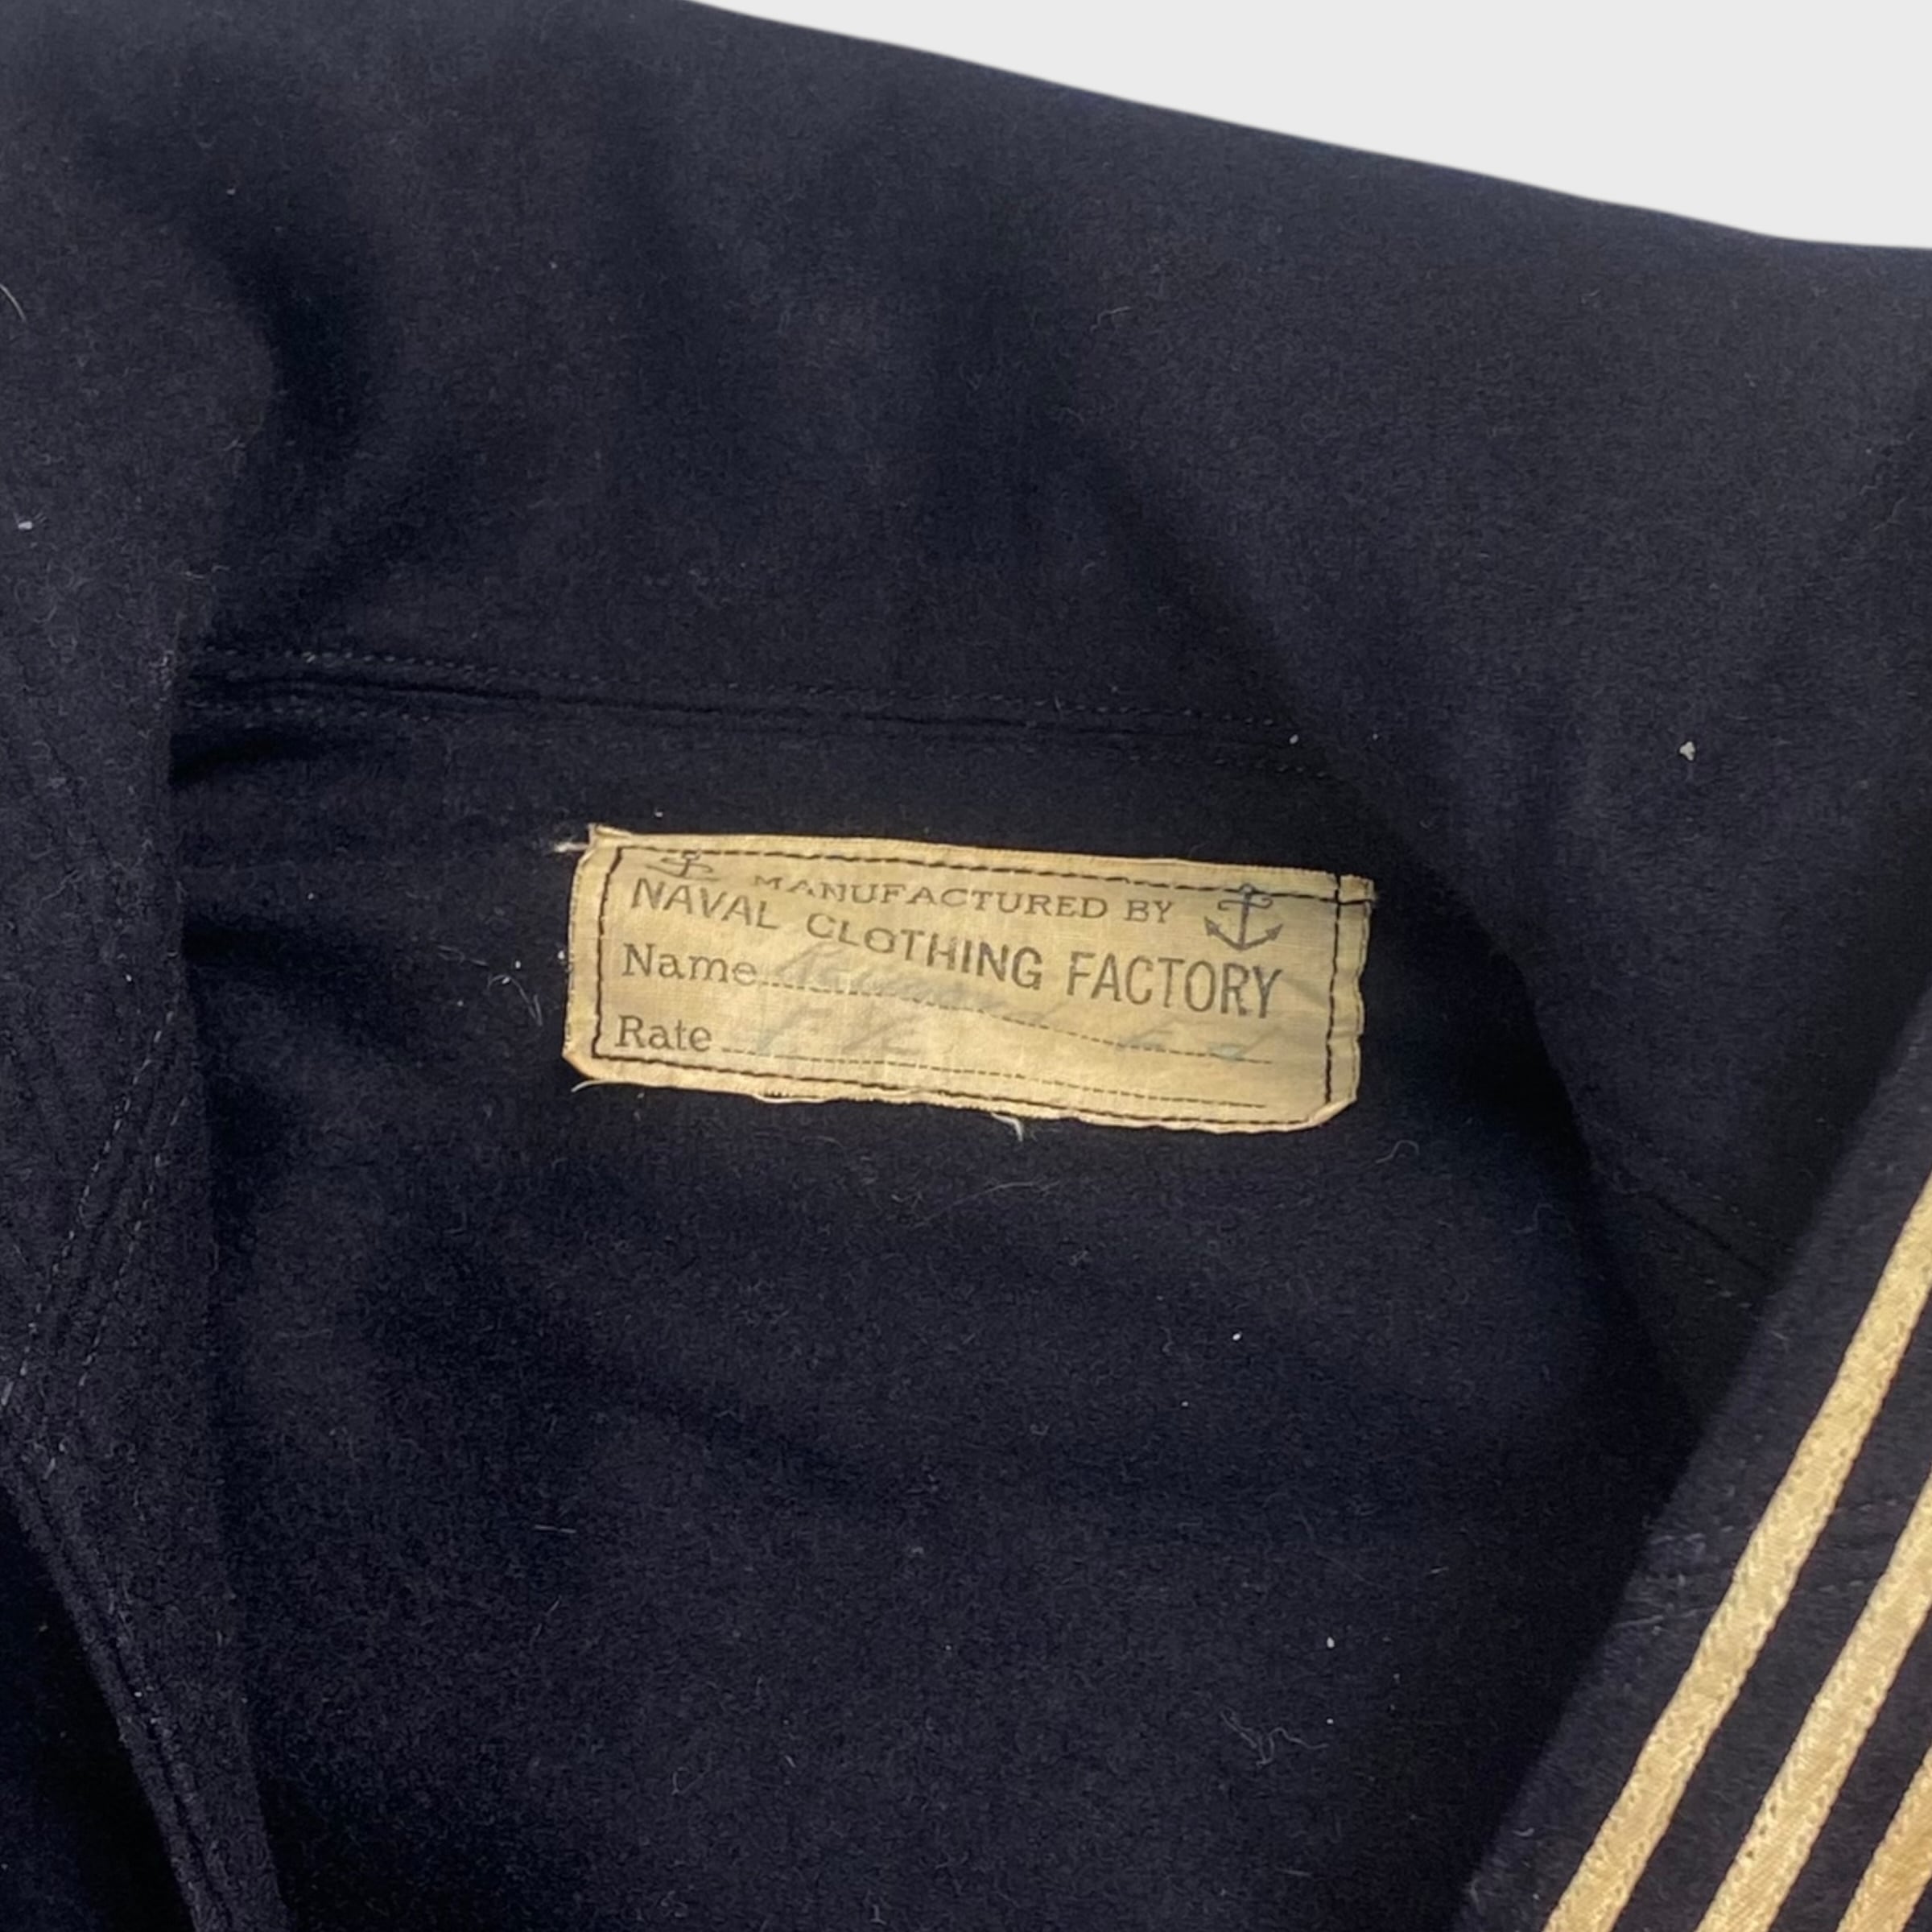 MANUFACTURED BY
NAVAL CLOTHING FACTORY
Name
Rate